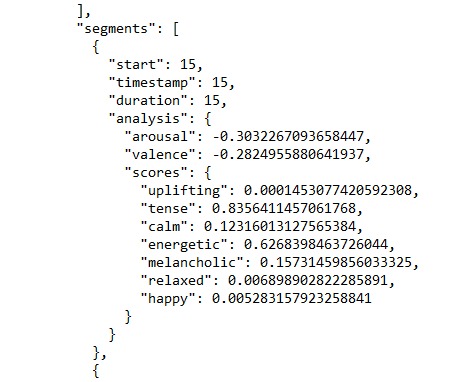 ],
"segments": [
{
"start": 15,
"timestamp": 15,
"duration": 15,
"analysis": {
"arousal": -0.3032267093658447,
"valence": -0.2824955880641937,
"scores": {
"uplifting": 0.0001453077420592308,
"tense": 0.8356411457061768,
"calm": 0.12316013127565384,
"energetic": 0.6268398463726044,
"melancholic": 0.15731459856033325,
"relaxed": 0.006898902822285891,
"happy": 0.005283157923258841
}
}
},
{